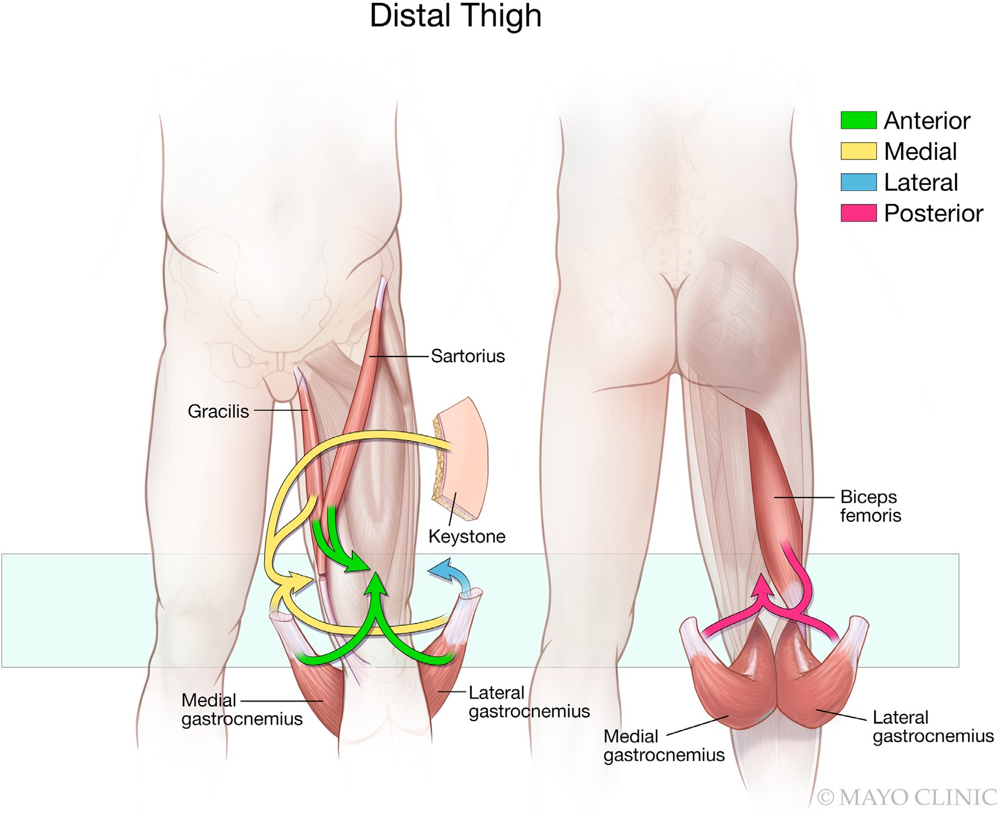 Distal Thigh
Anterior
Medial
Lateral
Posterior
Sartorius
Gracilis
Keystone
Biceps
femoris
Medial
gastrocnemius
Lateral
gastrocnemius
Medial
gastrocnemius
Lateral
gastrocnemius
© MAYO CLINIC